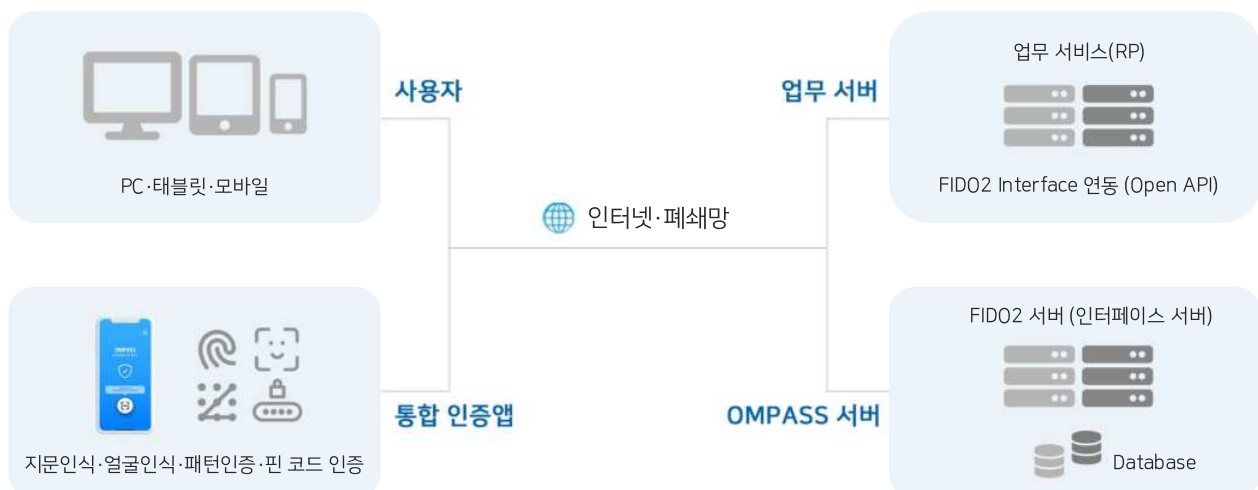 사용자
PC·태블릿·모바일
업무 서버
업무 서비스(RP)
FIDO2 Interface 연동 (Open API)
인터넷·폐쇄망
OMPASS
통합 인증앱
지문인식·얼굴인식·패턴인증·핀 코드 인증
OMPASS 서버
FIDO2 서버 (인터페이스 서버)
Database